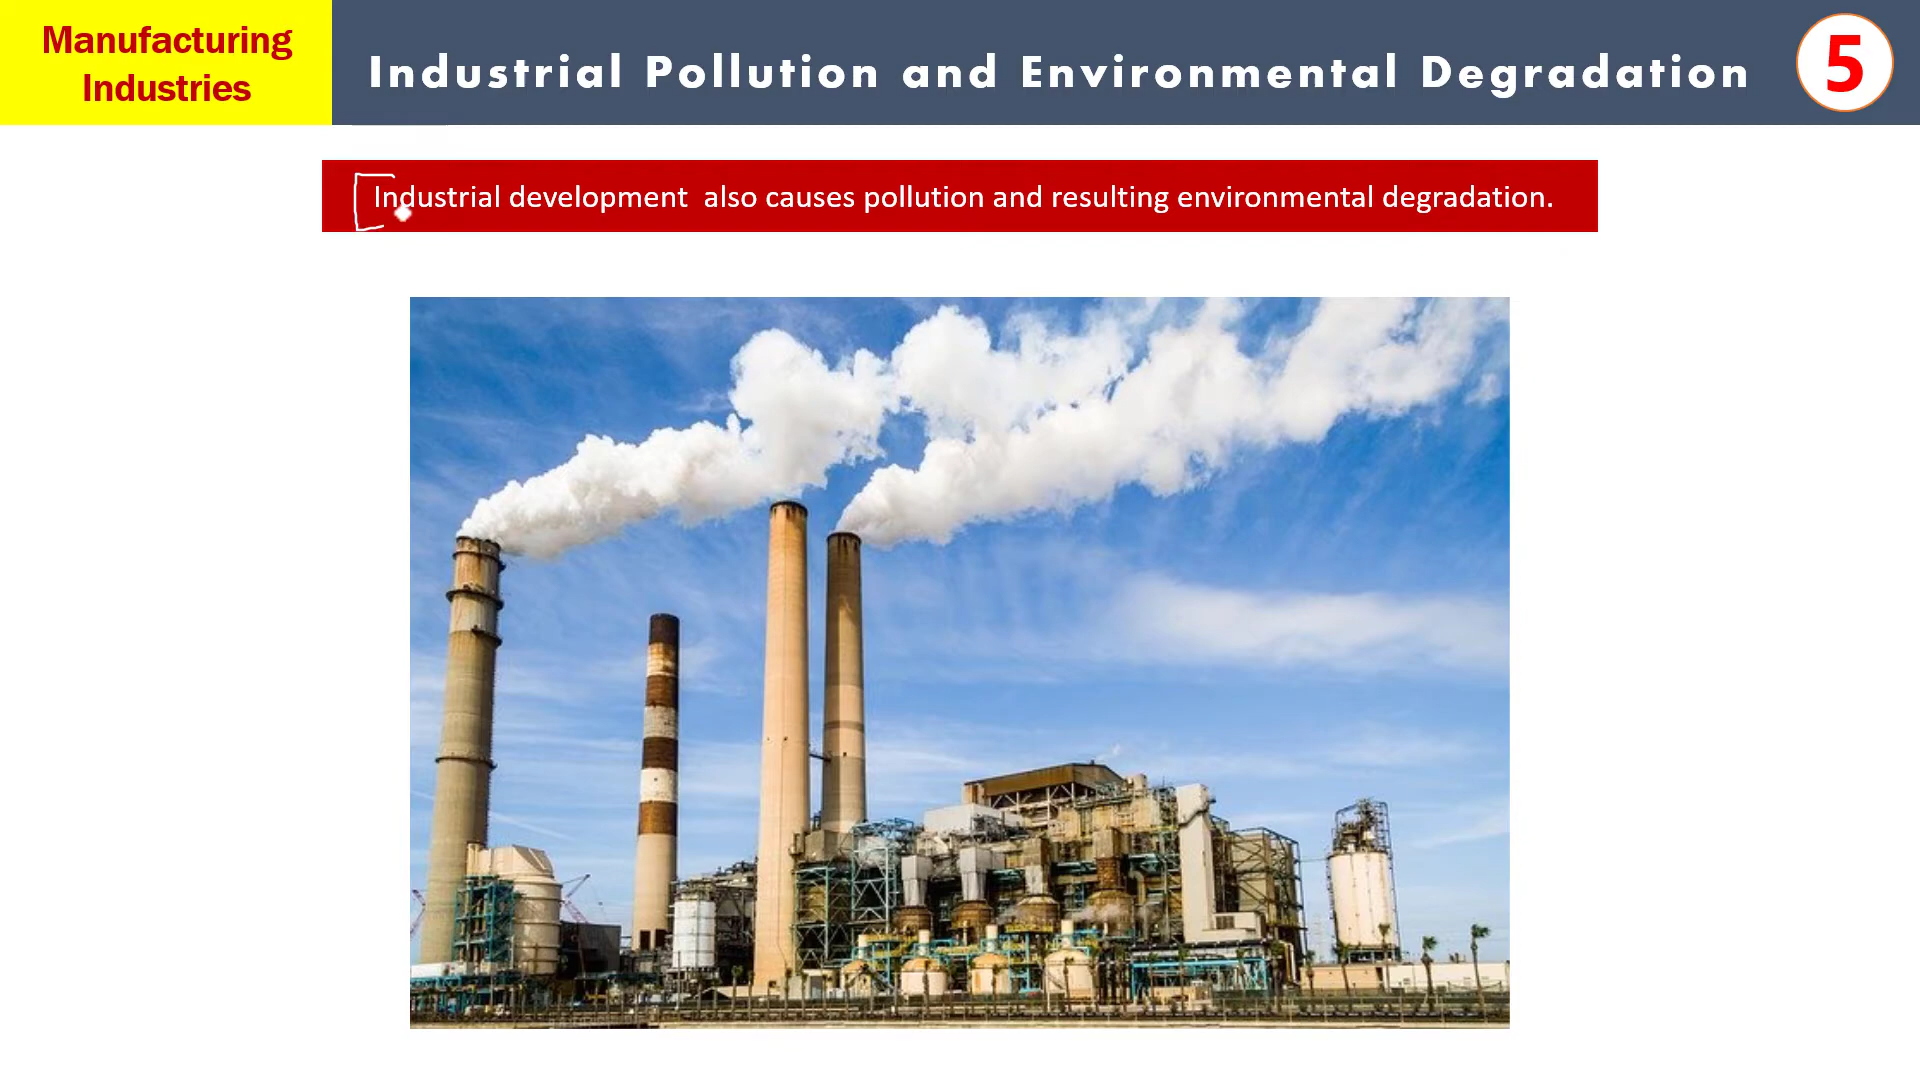 Manufacturing
Industries
Industrial Pollution and Environmental Degradation
5
Industrial development also causes pollution and resulting environmental degradation.